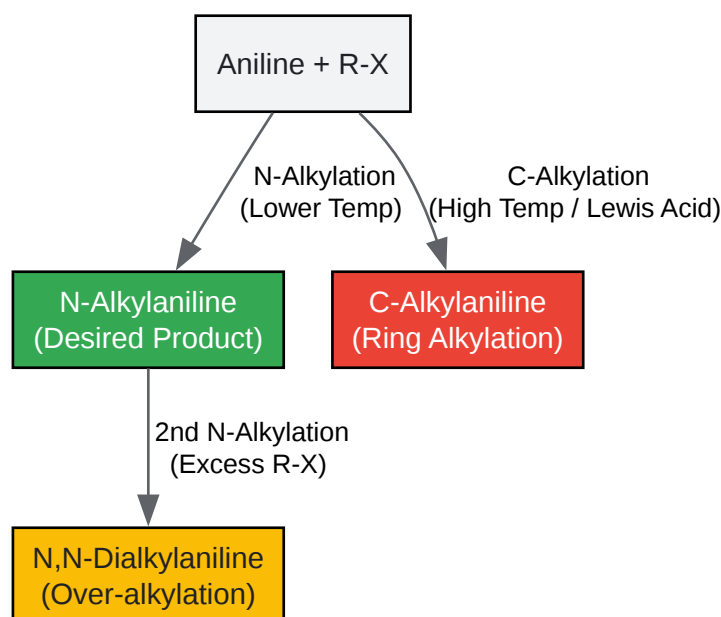 Aniline + R-X
N-Alkylation
(Lower Temp)
C-Alkylation
(High Temp / Lewis Acid)
N-Alkylaniline
(Desired Product)
C-Alkylaniline
(Ring Alkylation)
2nd N-Alkylation
(Excess R-X)
N,N-Dialkylaniline
(Over-alkylation)